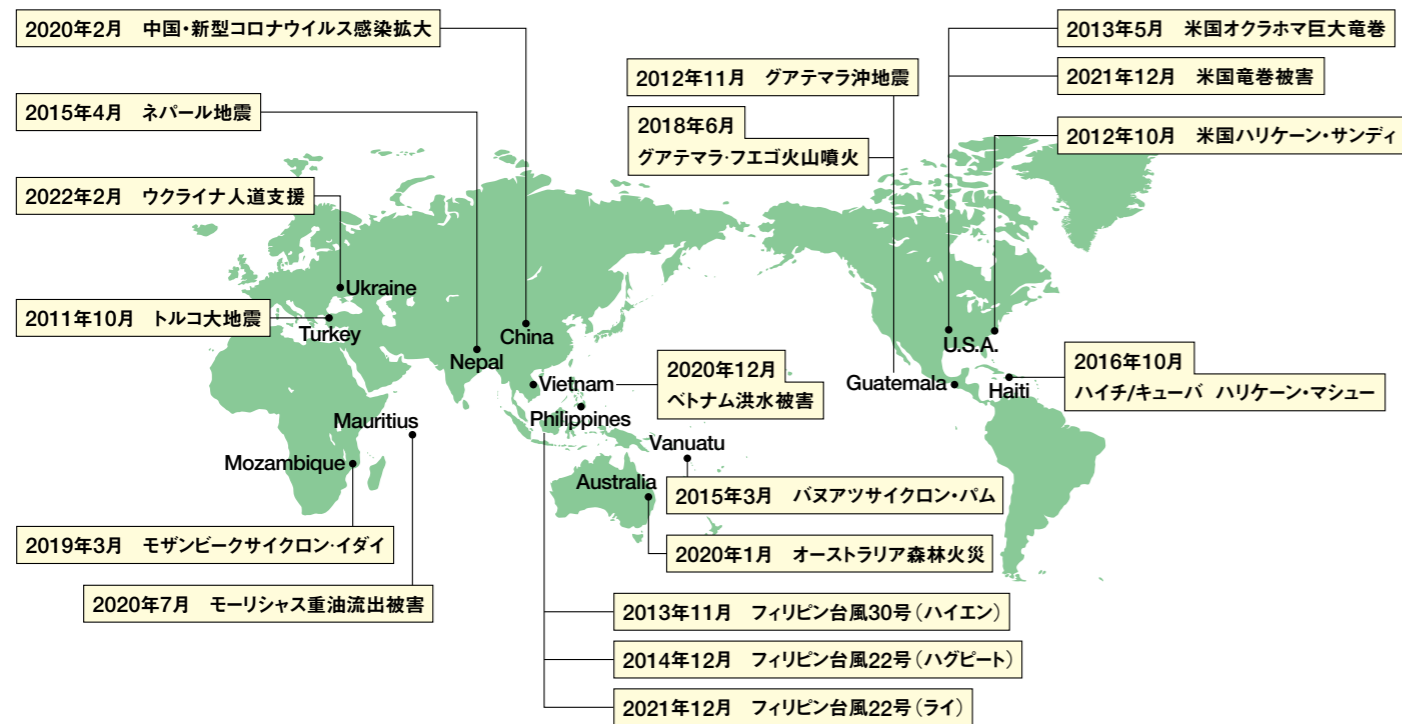 2020年2月　中国・新型コロナウイルス感染拡大
2015年4月　ネパール地震
2022年2月　ウクライナ人道支援
2011年10月　トルコ大地震
2012年11月　グアテマラ沖地震
2018年6月
グアテマラ・フエゴ火山噴火
2013年5月　米国オクラホマ巨大竜巻
2021年12月　米国竜巻被害
2012年10月　米国ハリケーン・サンディ
Ukraine
Turkey
Nepal
China
Vietnam
Philippines
2020年12月
ベトナム洪水被害
Guatemala
U.S.A.
Haiti
2016年10月
ハイチ/キューバ　ハリケーン・マシュー
Mauritius
Mozambique
Vanuatu
Australia
2015年3月　バヌアツサイクロン・パム
2019年3月　モザンビークサイクロン・イダイ
2020年1月　オーストラリア森林火災
2020年7月　モーリシャス重油流出被害
2013年11月　フィリピン台風30号（ハイエン）
2014年12月　フィリピン台風22号（ハグピート）
2021年12月　フィリピン台風22号（ライ）